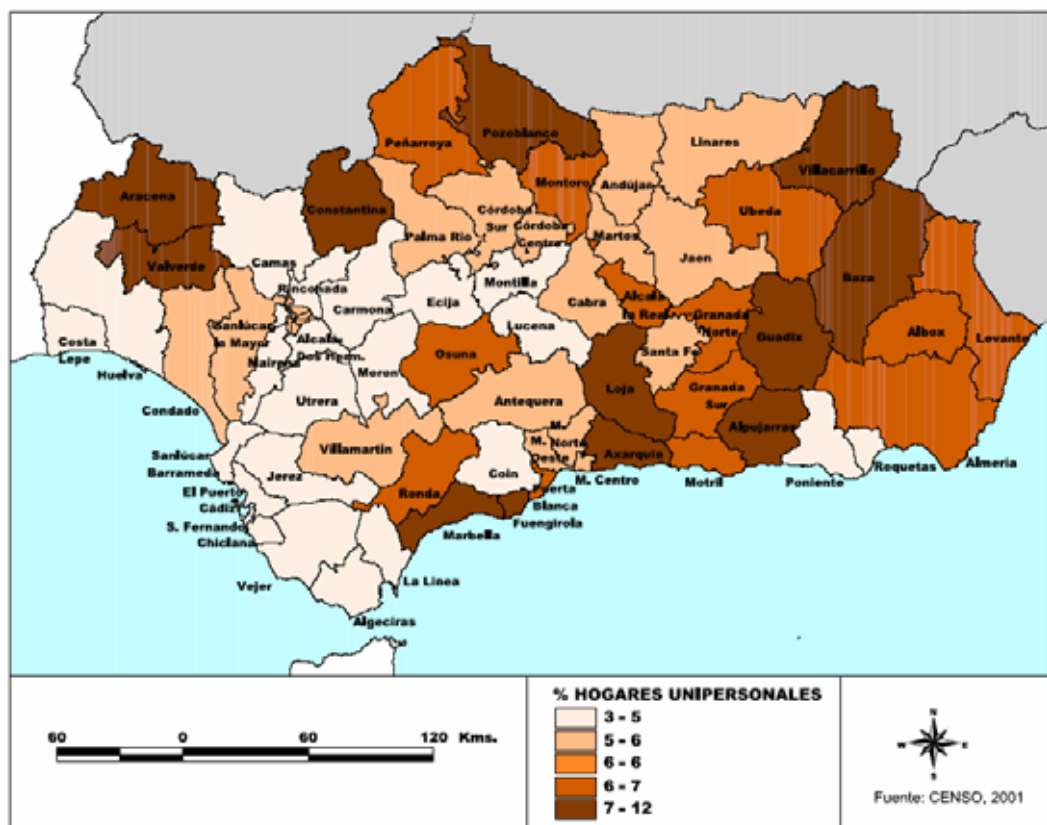 Pozoblanco
Peñarroya
Linares
Villacarrillo
Aracena
Montoro
Andújar
Constantina
Ubeda
Córdoba
Sur
Córdoba
Centro
Palma Rio
Martos
Valverde
Camas
Jaen
Baza
Rinconada
Montilla
Carmona
Ecija
Cabra
Alcala
la Real
Granada
Norte
Sanlúcar
la Mayor
Lucena
Guadix
Albox
Levante
Costa
Lepe
Alcala
Dos Herm.
Mairena
Osuna
Santa Fe
Huelva
Moron
Loja
Granada
Sur
Utrera
Antequera
Condado
Alpujarras
Villamartin
M.
Norte
M.
Oeste
Axarquia
Sanlúcar
Barrameda
Jerez
Coin
Roquetas
Almeria
M. Centro
Motril
Poniente
El Puerto
Ronda
Puerta
Blanca
Cádiz
S. Fernando
Fuengirola
Marbella
Chiclana
Vejer
La Linea
Algeciras
% HOGARES UNIPERSONALES
3 - 5
5 - 6
6 - 6
6 - 7
7 - 12
60 0 60 120 Kms.
N
W E
S
Fuente: CENSO, 2001